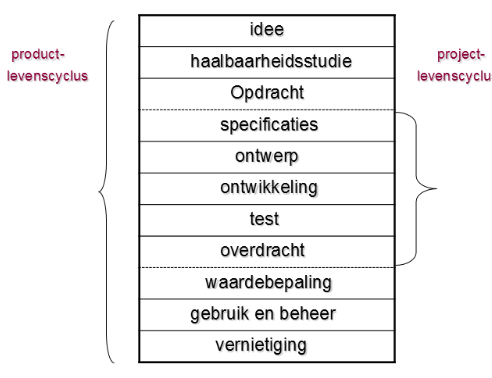 product-
levenscyclus
idee
haalbaarheidsstudie
Opdracht
specificaties
ontwerp
ontwikkeling
test
overdracht
waardebepaling
gebruik en beheer
vernietiging
project-
levenscyclu